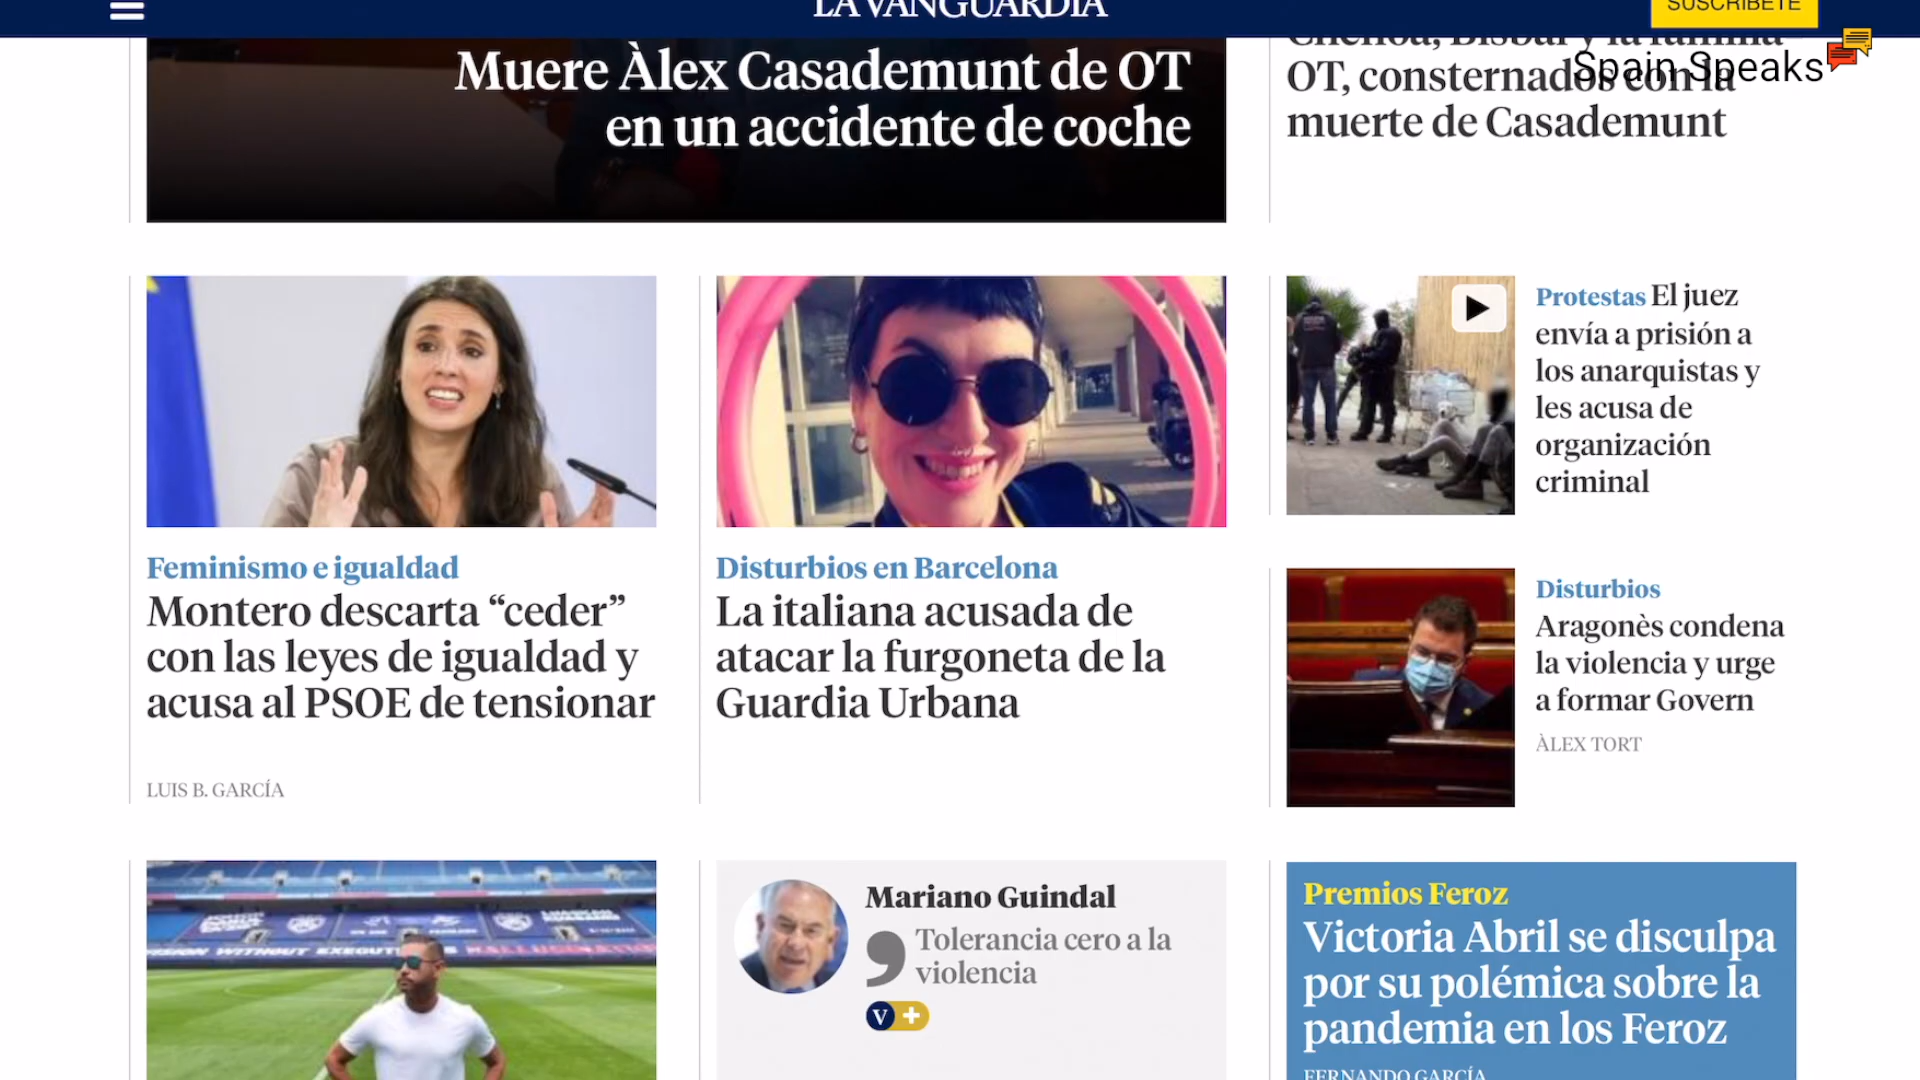 LA VANGUARDIA
SUSCRÍBETE
Spain Speaks
Muere Àlex Casademunt de OT
en un accidente de coche
Chenoa, Bisbal y la familia
OT, consternados con la
muerte de Casademunt
Feminismo e igualdad
Montero descarta “ceder”
con las leyes de igualdad y
acusa al PSOE de tensionar
LUIS B. GARCÍA
Disturbios en Barcelona
La italiana acusada de
atacar la furgoneta de la
Guardia Urbana
Protestas El juez
envía a prisión a
los anarquistas y
les acusa de
organización
criminal
Disturbios
Aragonès condena
la violencia y urge
a formar Govern
ÀLEX TORT
Mariano Guindal
Tolerancia cero a la
violencia
V +
Premios Feroz
Victoria Abril se disculpa
por su polémica sobre la
pandemia en los Feroz
FERNANDO GARCÍA